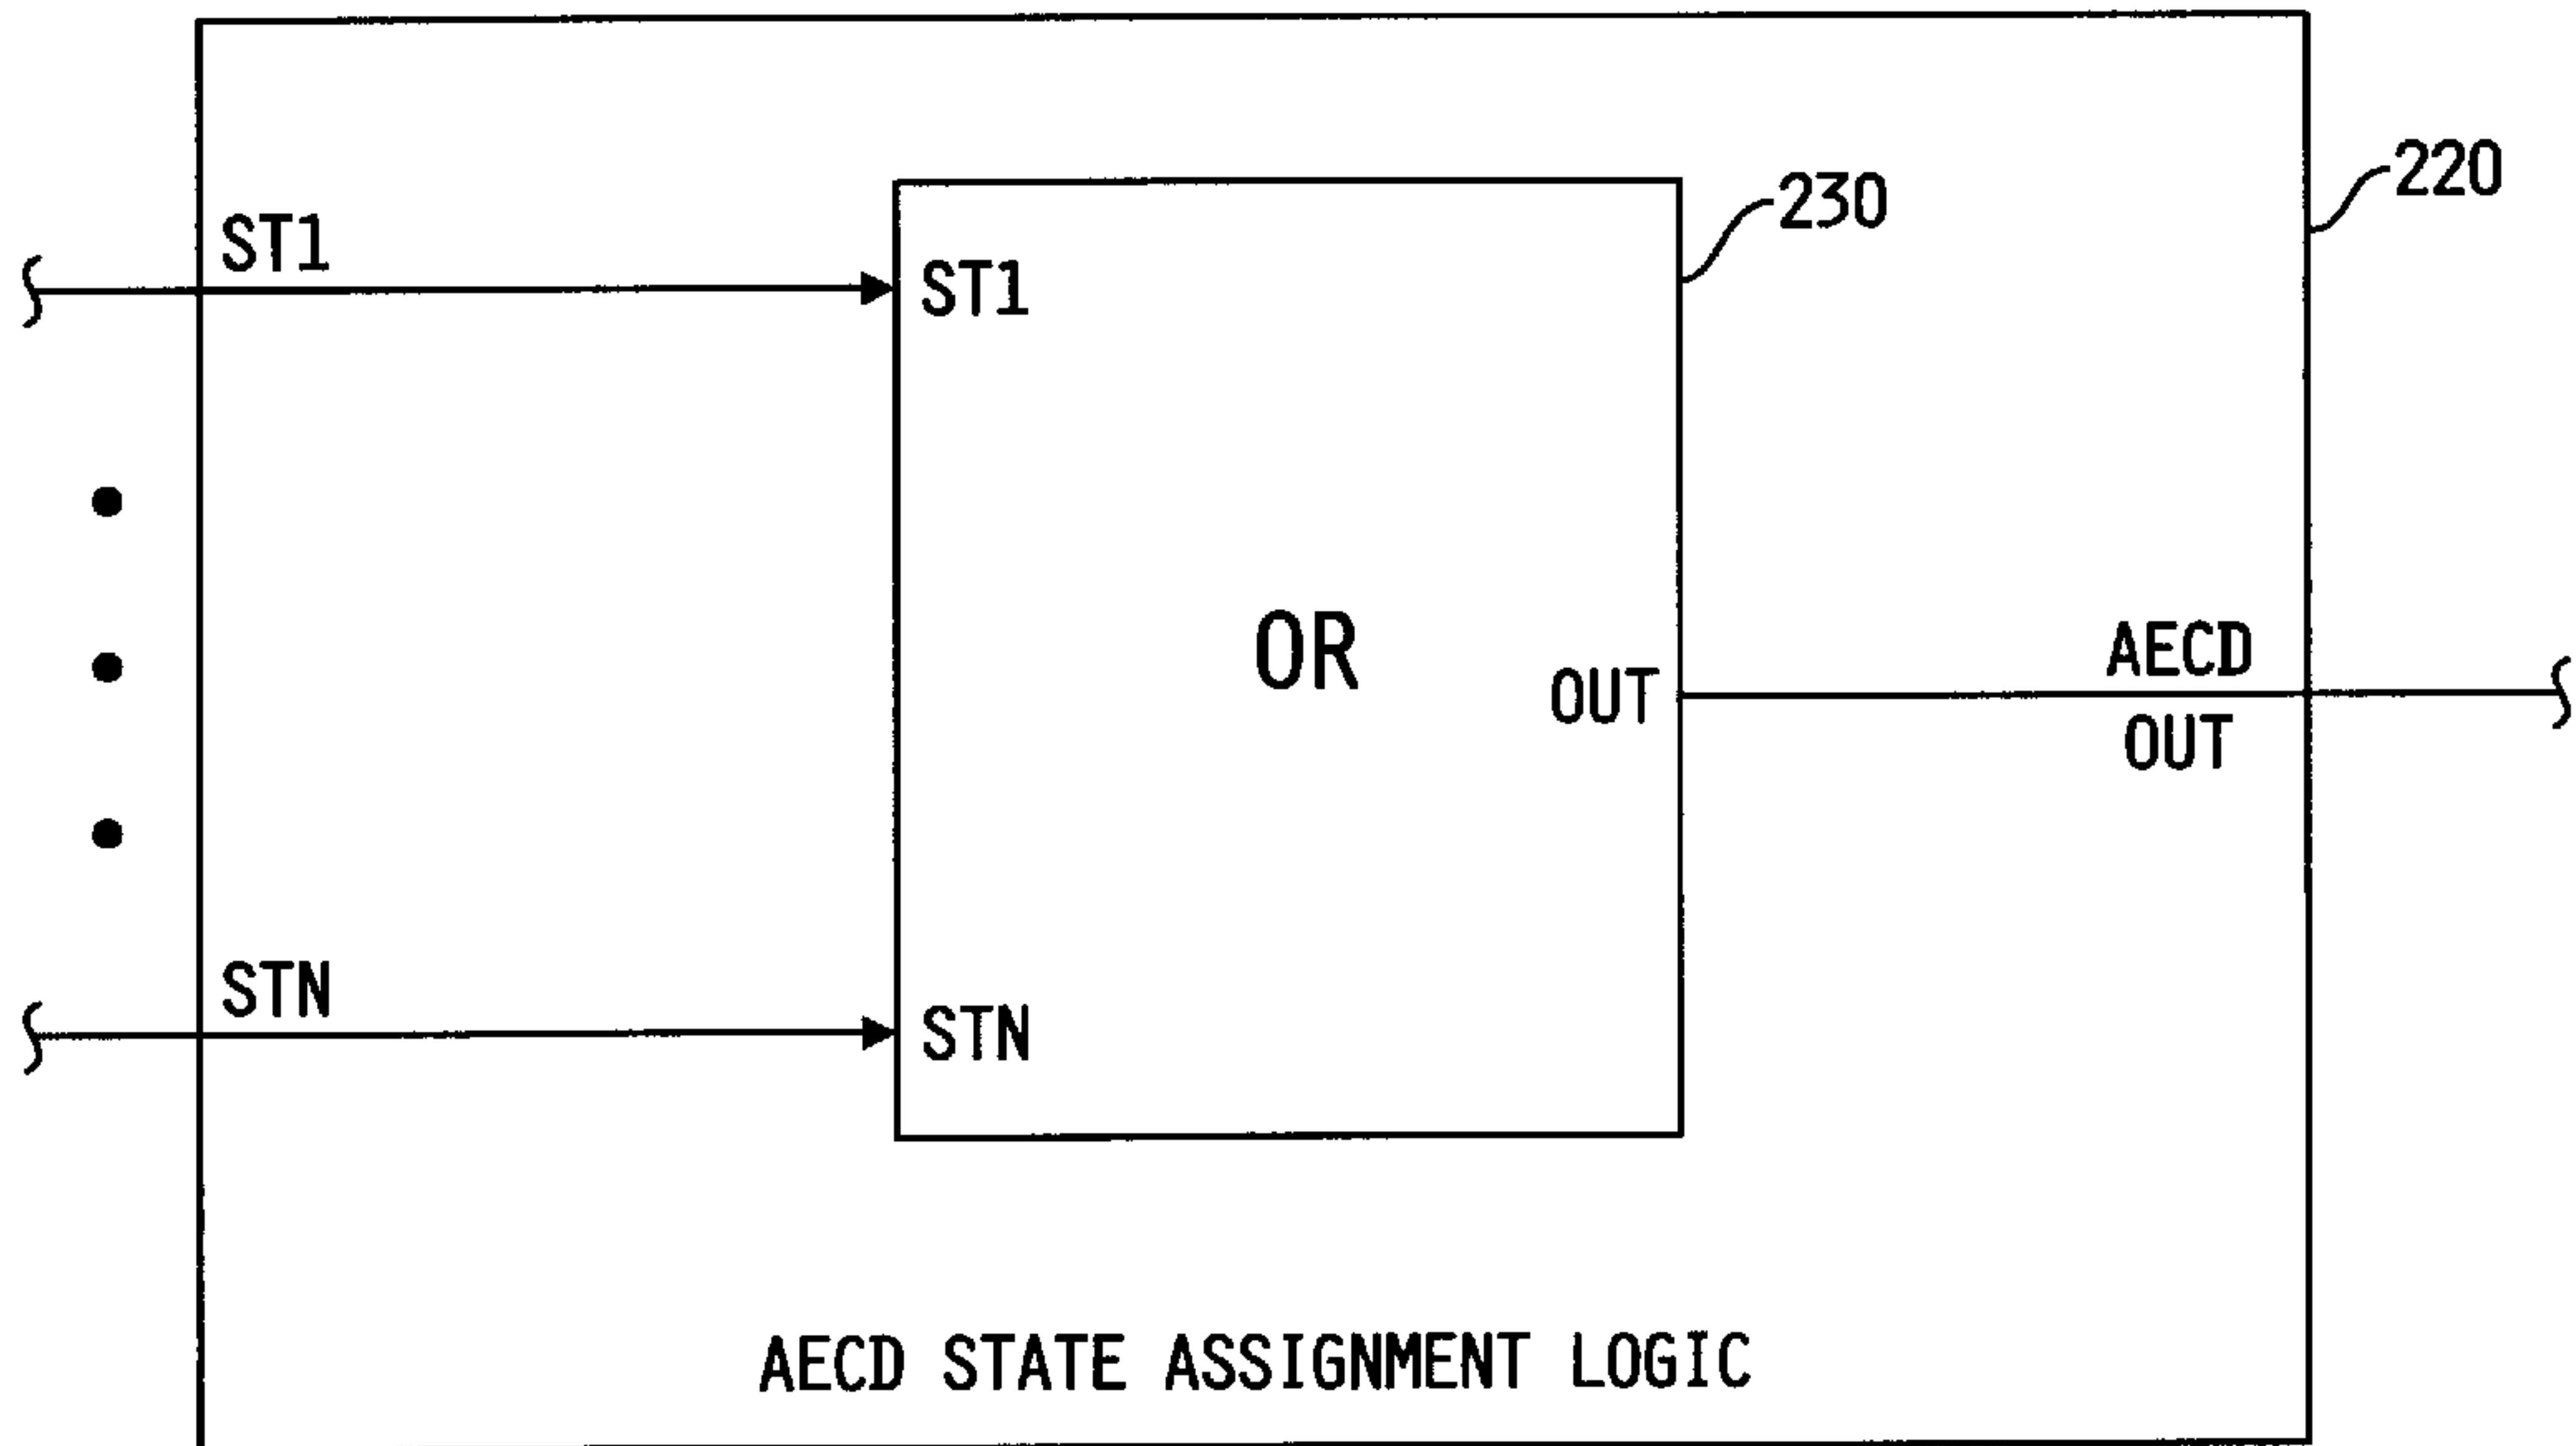 220
230
ST1
ST1
OR
AECD
OUT
OUT
STN
STN
AECD STATE ASSIGNMENT LOGIC